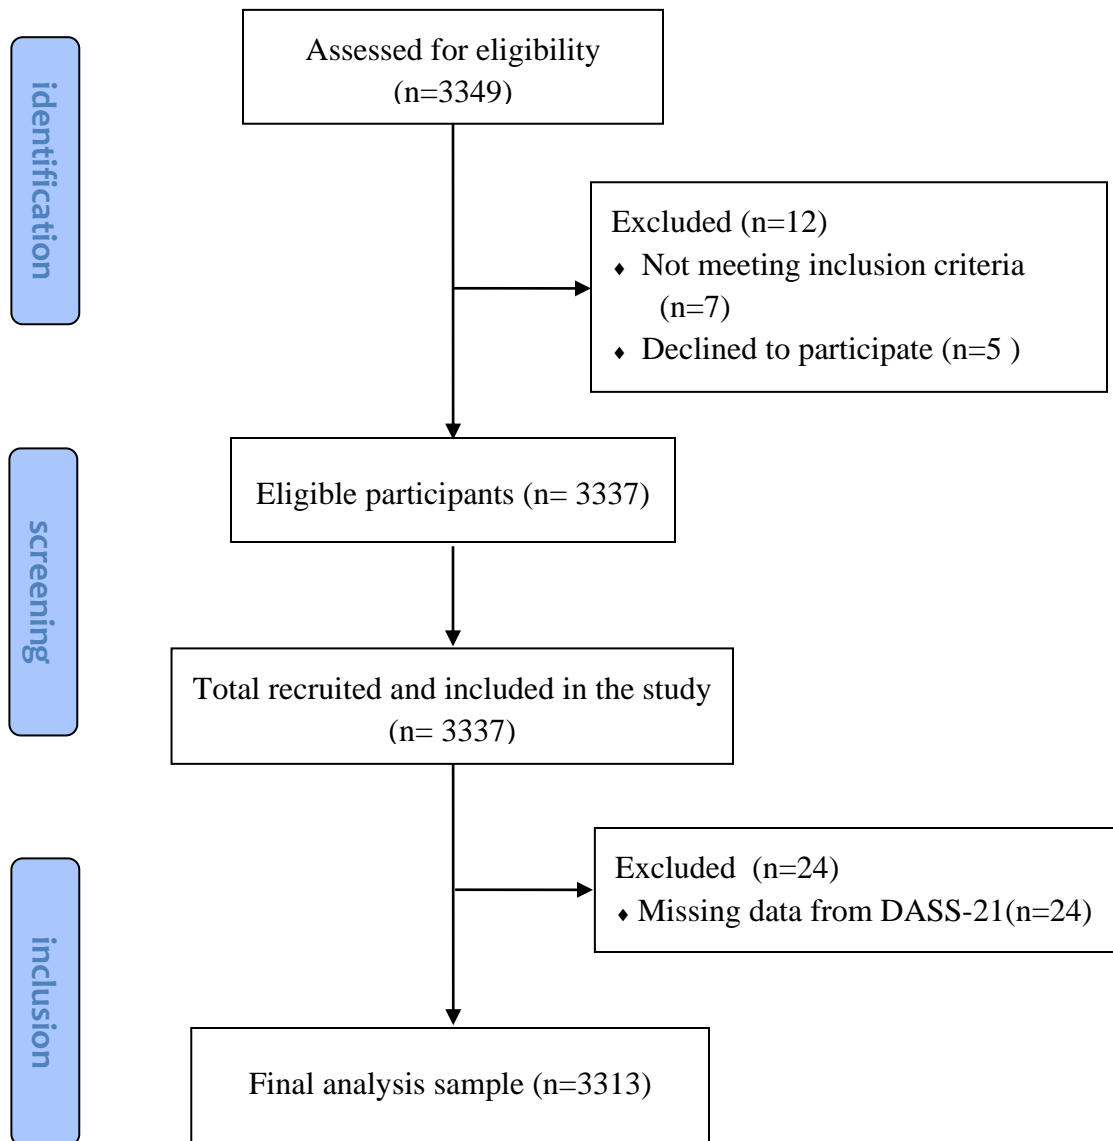 identification
Assessed for eligibility
(n=3349)
Excluded (n=12)
♦ Not meeting inclusion criteria
(n=7)
♦ Declined to participate (n=5 )
screening
Eligible participants (n= 3337)
Total recruited and included in the study
(n= 3337)
inclusion
Excluded  (n=24)
♦ Missing data from DASS-21(n=24)
Final analysis sample (n=3313)